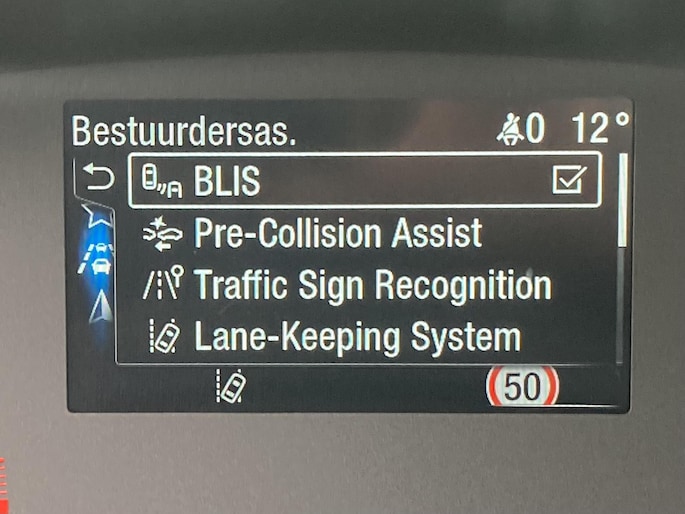 Bestuurdersas. 0 12°
BLIS
Pre-Collision Assist
Traffic Sign Recognition
Lane-Keeping System
50